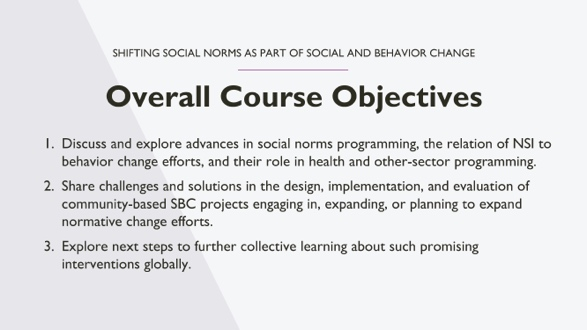 SHIFTING SOCIAL NORMS AS PART OF SOCIAL AND BEHAVIOR CHANGE
Overall Course Objectives
1. Discuss and explore advances in social norms programming, the relation of NSI to
behavior change efforts, and their role in health and other-sector programming.
2. Share challenges and solutions in the design, implementation, and evaluation of
community-based SBC projects engaging in, expanding, or planning to expand
normative change efforts.
3. Explore next steps to further collective learning about such promising
interventions globally.